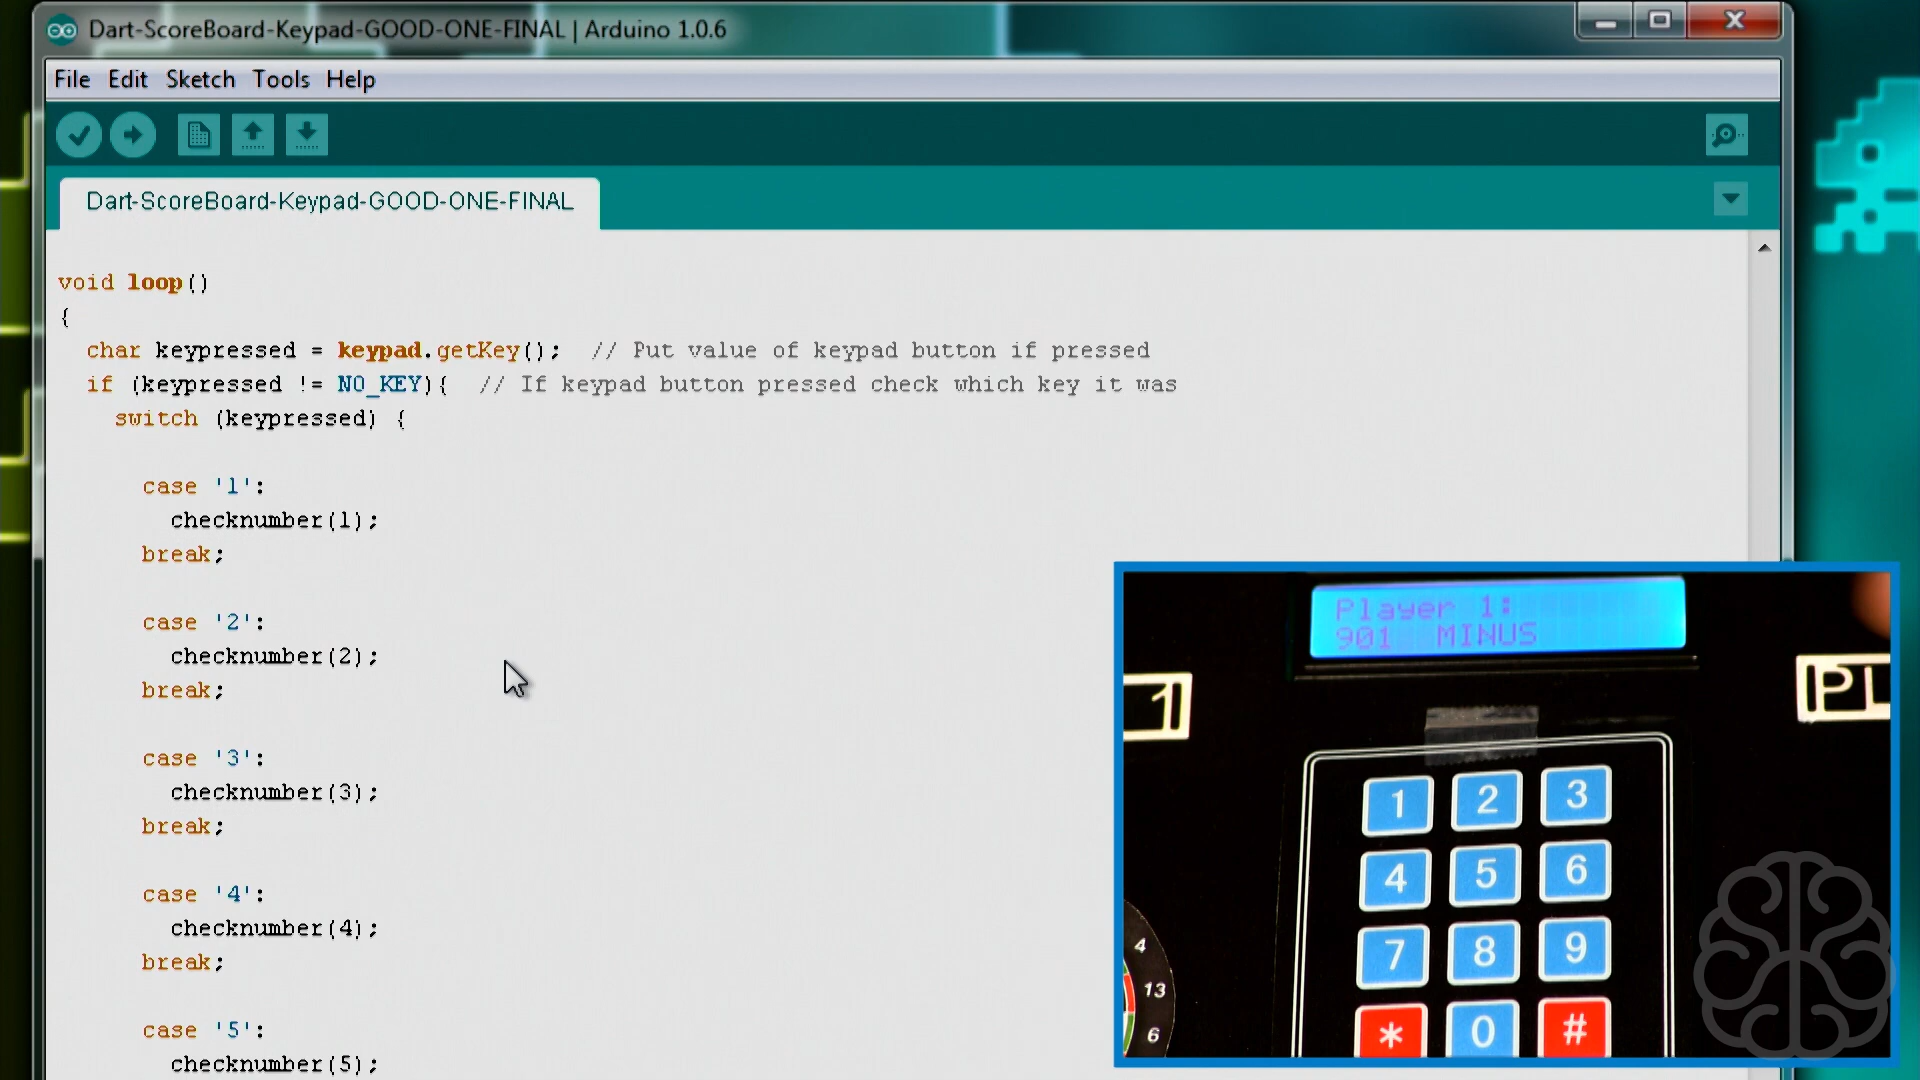 Dart-ScoreBoard-Keypad-GOOD-ONE-FINAL | Arduino 1.0.6
File Edit Sketch Tools Help
Dart-ScoreBoard-Keypad-GOOD-ONE-FINAL
void loop()
{
char keypressed = keypad.getKey(); // Put value of keypad button if pressed
if (keypressed != NO_KEY){ // If keypad button pressed check which key it was
switch (keypressed) {
case '1':
checknumber(1);
break;
case '2':
checknumber(2);
break;
case '3':
checknumber(3);
break;
case '4':
checknumber(4);
break;
case '5':
checknumber(5);
Player 1:
901 MINUS
1
PL
1 2 3
4 5 6
7 8 9
* 0 #
4
13
6